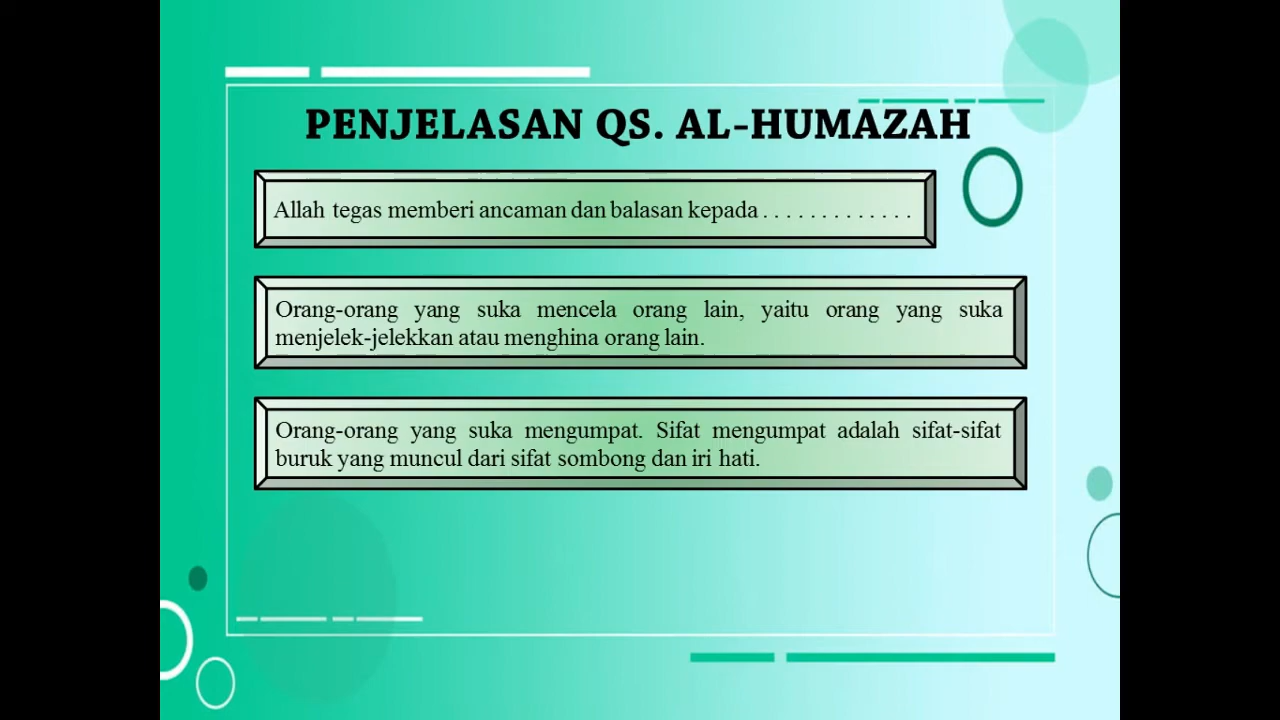 PENJELASAN QS. AL-HUMAZAH
Allah tegas memberi ancaman dan balasan kepada . . . . . . . . . . . . .
Orang-orang yang suka mencela orang lain, yaitu orang yang suka
menjelek-jelekkan atau menghina orang lain.
Orang-orang yang suka mengumpat. Sifat mengumpat adalah sifat-sifat
buruk yang muncul dari sifat sombong dan iri hati.